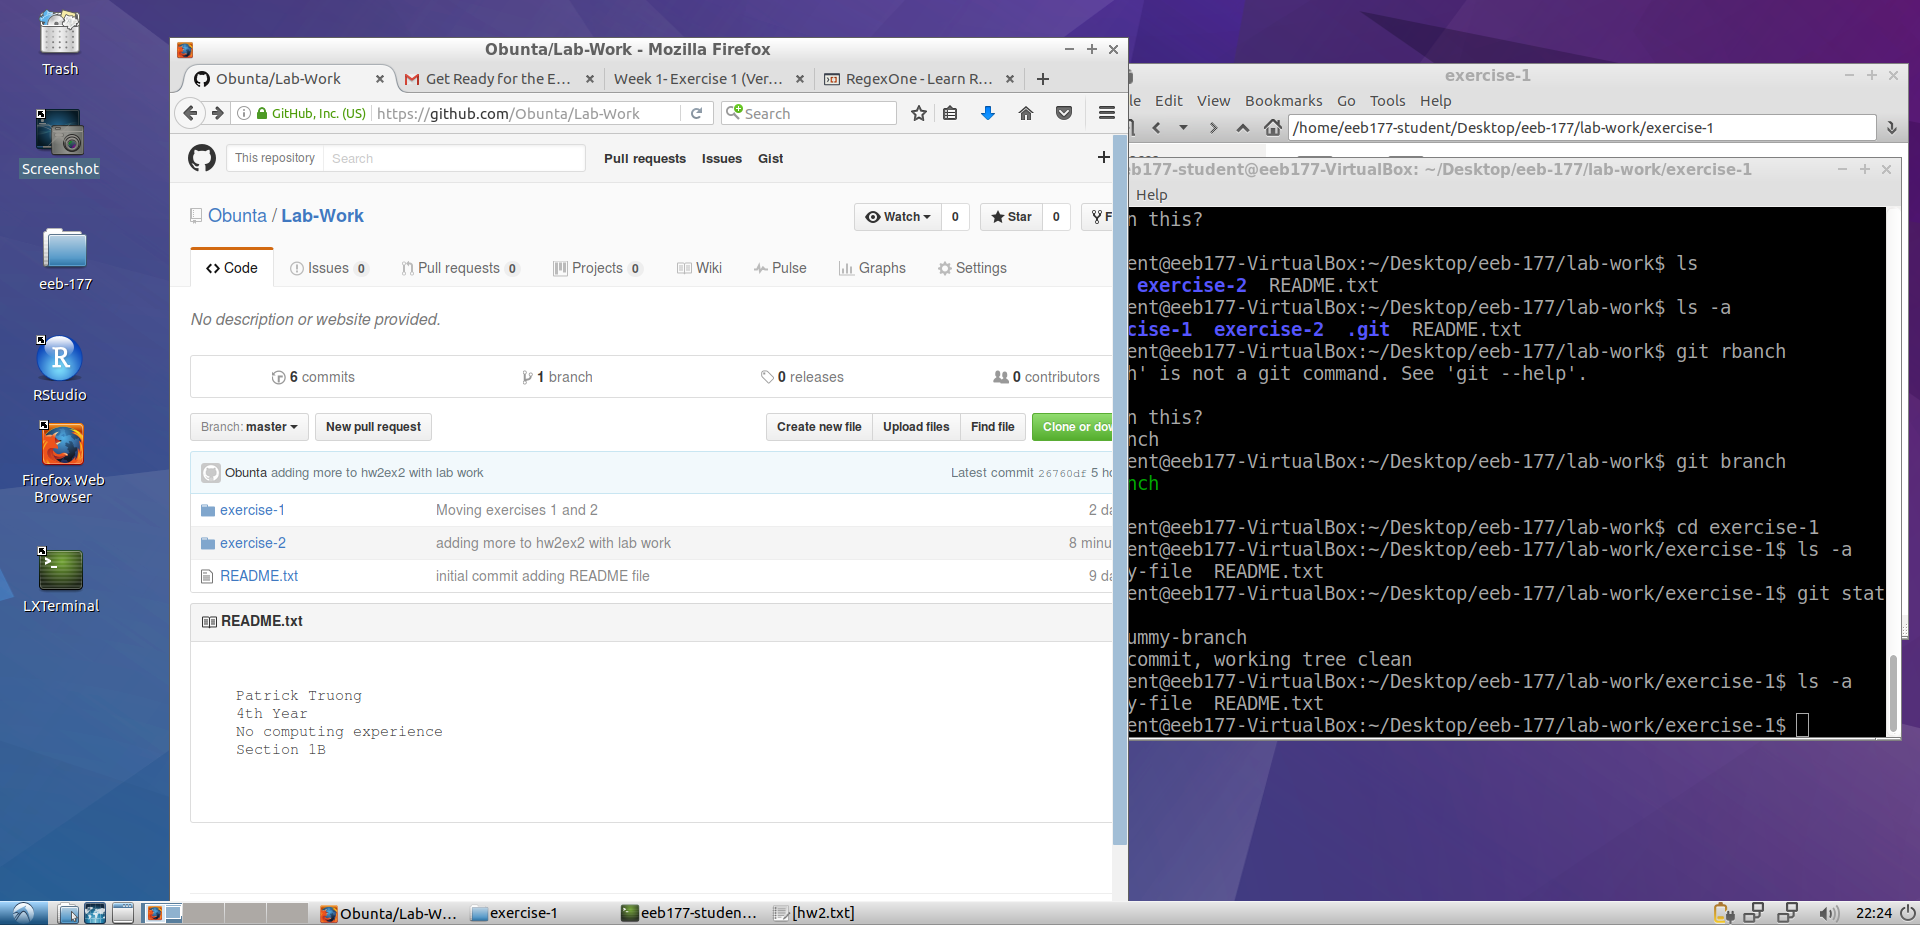 Trash
Screenshot
eeb-177
RStudio
Firefox Web
Browser
LXTerminal
Obunta/Lab-Work - Mozilla Firefox
Obunta/Lab-Work
Get Ready for the E...
Week 1- Exercise 1 (Ver...
RegexOne - Learn R...
GitHub, Inc. (US)
https://github.com/Obunta/Lab-Work
Search
This repository
Search
Pull requests
Issues
Gist
Obunta / Lab-Work
Watch 0
Star 0
F
Code
Issues 0
Pull requests 0
Projects 0
Wiki
Pulse
Graphs
Settings
No description or website provided.
6 commits
1 branch
0 releases
0 contributors
Branch: master
New pull request
Create new file
Upload files
Find file
Clone or dow
Obunta adding more to hw2ex2 with lab work
Latest commit 26760df 5 ho
exercise-1 Moving exercises 1 and 2 2 da
exercise-2 adding more to hw2ex2 with lab work 8 minu
README.txt initial commit adding README file 9 da
README.txt
Patrick Truong
4th Year
No computing experience
Section 1B
exercise-1
le Edit View Bookmarks Go Tools Help
/home/eeb177-student/Desktop/eeb-177/lab-work/exercise-1
eb177-student@eeb177-VirtualBox: ~/Desktop/eeb-177/lab-work/exercise-1
Help
n this?
ent@eeb177-VirtualBox:~/Desktop/eeb-177/lab-work$ ls
exercise-2 README.txt
ent@eeb177-VirtualBox:~/Desktop/eeb-177/lab-work$ ls -a
cise-1 exercise-2 .git README.txt
ent@eeb177-VirtualBox:~/Desktop/eeb-177/lab-work$ git rbanch
h' is not a git command. See 'git --help'.
n this?
nch
ent@eeb177-VirtualBox:~/Desktop/eeb-177/lab-work$ git branch
nch
ent@eeb177-VirtualBox:~/Desktop/eeb-177/lab-work$ cd exercise-1
ent@eeb177-VirtualBox:~/Desktop/eeb-177/lab-work/exercise-1$ ls -a
y-file README.txt
ent@eeb177-VirtualBox:~/Desktop/eeb-177/lab-work/exercise-1$ git stat
ummy-branch
commit, working tree clean
ent@eeb177-VirtualBox:~/Desktop/eeb-177/lab-work/exercise-1$ ls -a
y-file README.txt
ent@eeb177-VirtualBox:~/Desktop/eeb-177/lab-work/exercise-1$
Obunta/Lab-W...
exercise-1
eeb177-studen...
[hw2.txt]
22:24